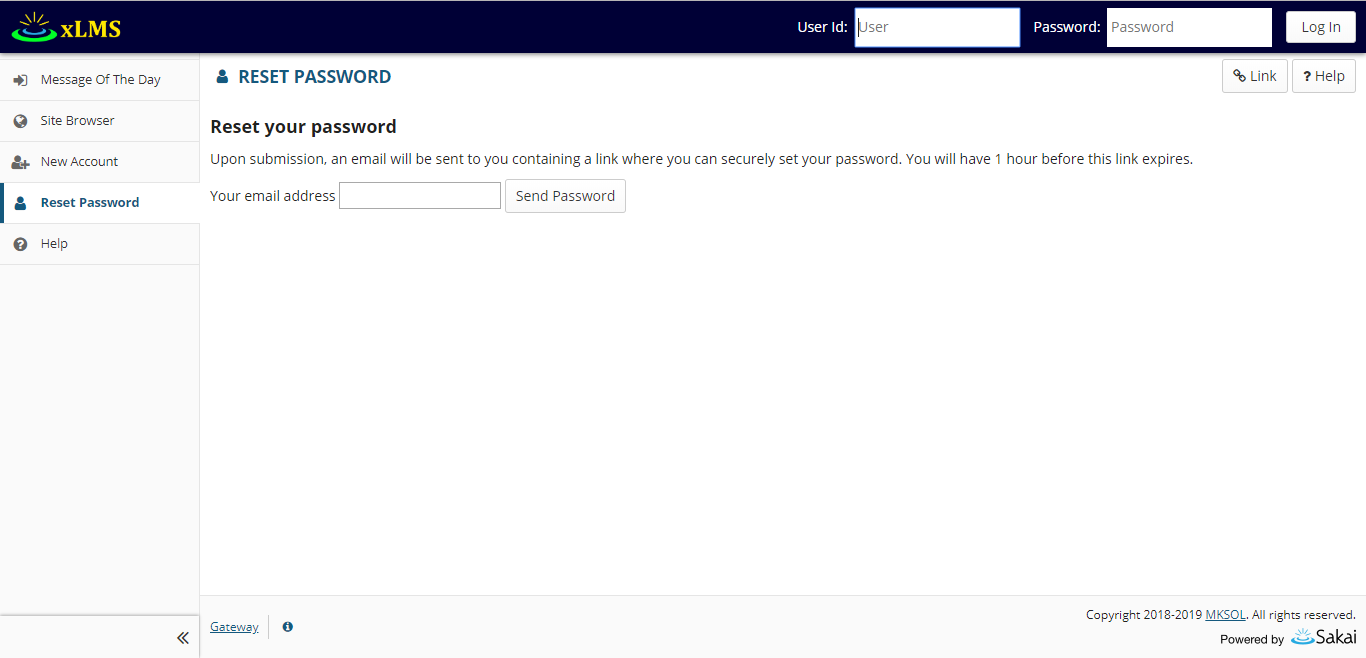 xLMS
User Id: User Password: Password Log In
Message Of The Day
Site Browser
New Account
Reset Password
Help
RESET PASSWORD
Link ? Help
Reset your password
Upon submission, an email will be sent to you containing a link where you can securely set your password. You will have 1 hour before this link expires.
Your email address Send Password
Gateway
Copyright 2018-2019 MKSOL. All rights reserved.
Powered by Sakai